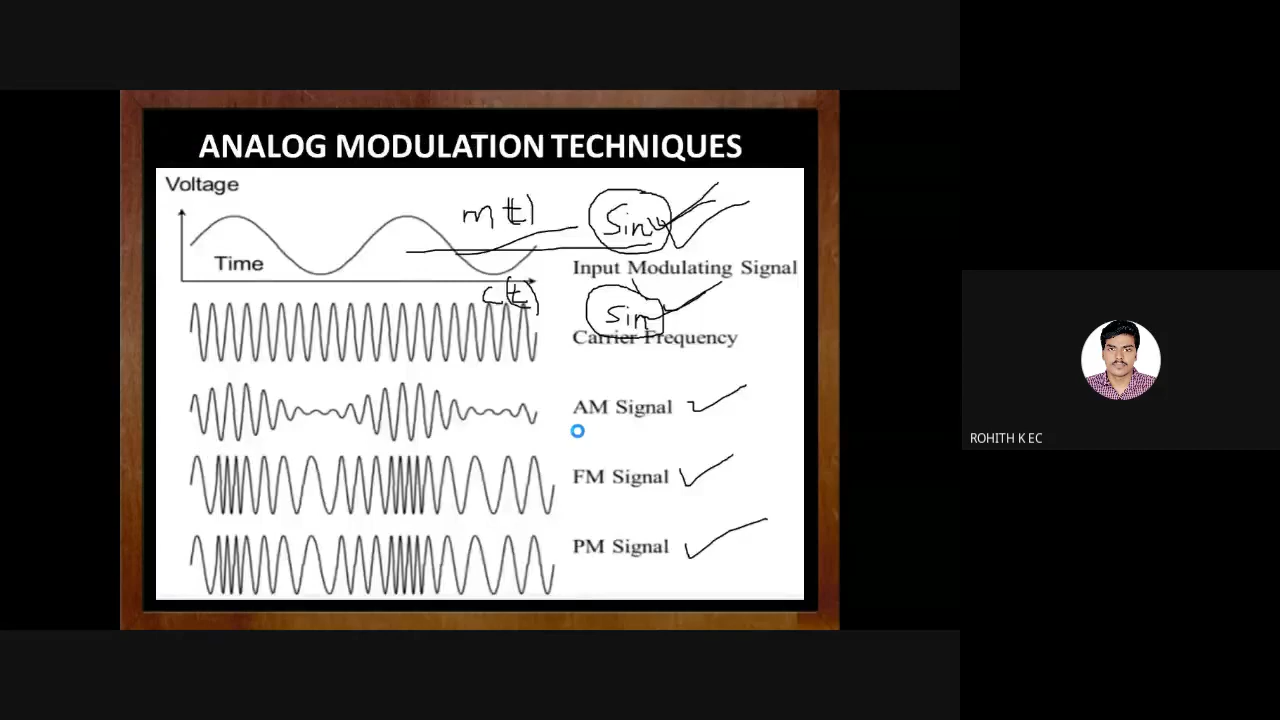 ANALOG MODULATION TECHNIQUES
Voltage
m(t)
Sin
Time
Input Modulating Signal
c(t)
Sin
Carrier Frequency
AM Signal
FM Signal
PM Signal
ROHITH K EC